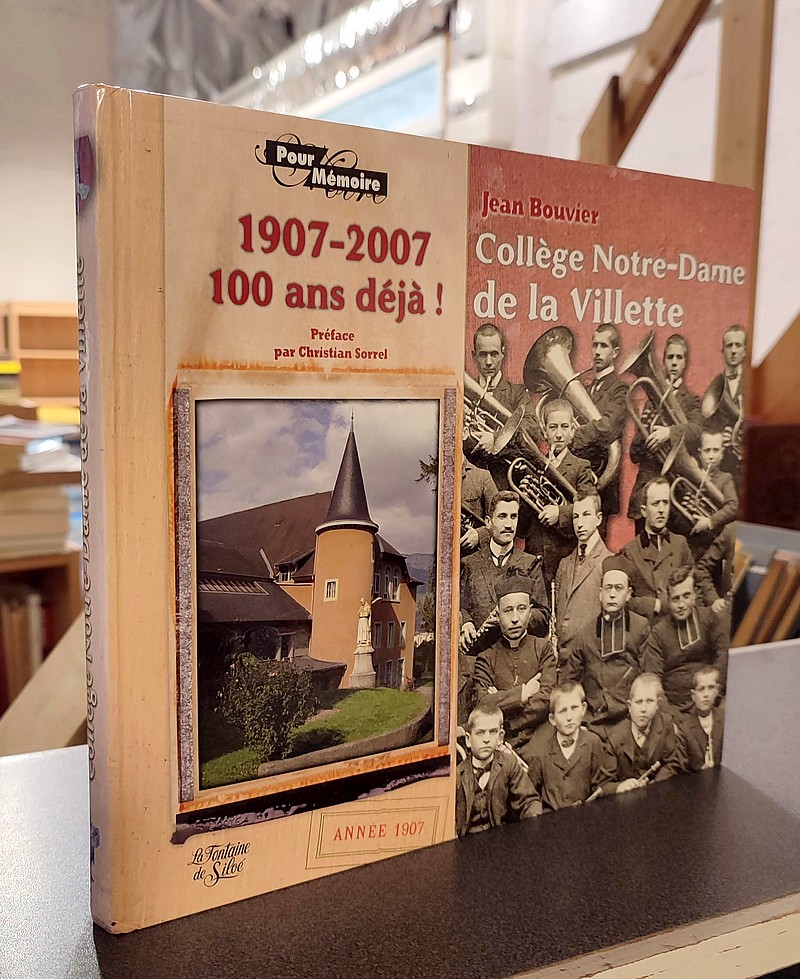 Pour
Mémoire
1907-2007
100 ans déjà !
Préface
par Christian Sorrel
Jean Bouvier
Collège Notre-Dame
de la Villette
ANNÉE 1907
La Fontaine
de Siloé
Collège Notre-Dame de la Villette